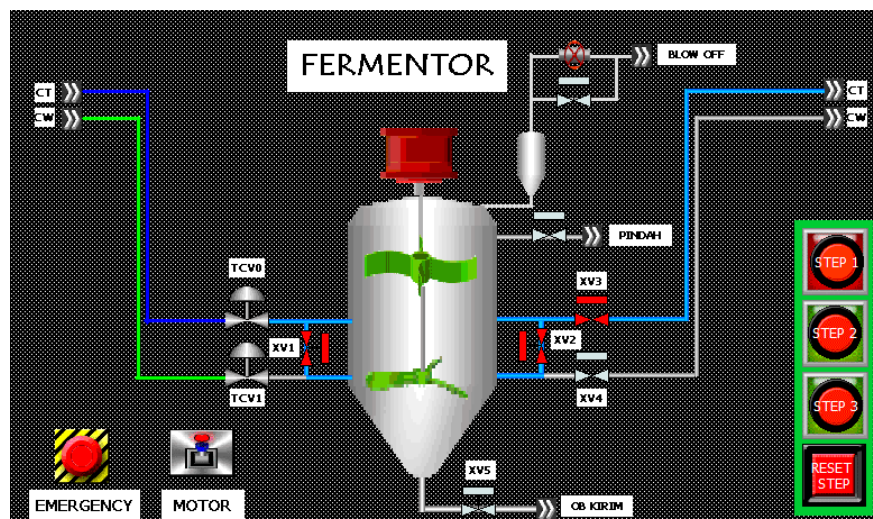 FERMENTOR
BLOW OFF
CT
CW
CT
CW
PINDAH
TCV0
XV3
XV1
XV2
TCV1
XV4
XV5
OB KIRIM
EMERGENCY
MOTOR
STEP 1
STEP 2
STEP 3
RESET
STEP